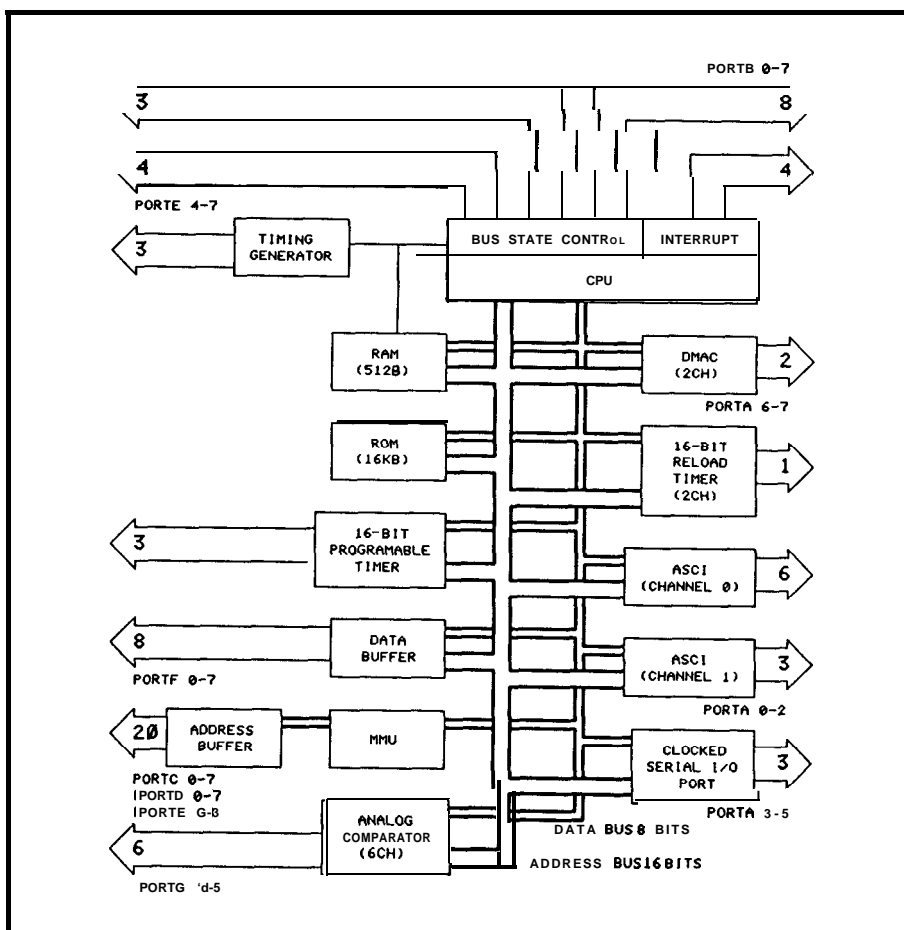 PORTB 0-7
3
8
4
4
PORTE 4-7
TIMING
GENERATOR
3
BUS STATE CONTROL
INTERRUPT
CPU
RAM
(512B)
DMAC
(2CH)
2
PORTA 6-7
ROM
(16KB)
16-BIT
RELOAD
TIMER
(2CH)
1
3
16-BIT
PROGRAMABLE
TIMER
ASCI
(CHANNEL 0)
6
8
DATA
BUFFER
PORTF 0-7
ASCI
(CHANNEL 1)
3
PORTA 0-2
20
ADDRESS
BUFFER
MMU
CLOCKED
SERIAL I/O
PORT
3
PORTA 3-5
PORTC 0-7
PORTD 0-7
PORTE
ANALOG
COMPARATOR
(6CH)
6
DATA BUS 8 BITS
ADDRESS BUS 16 BITS
PORTG